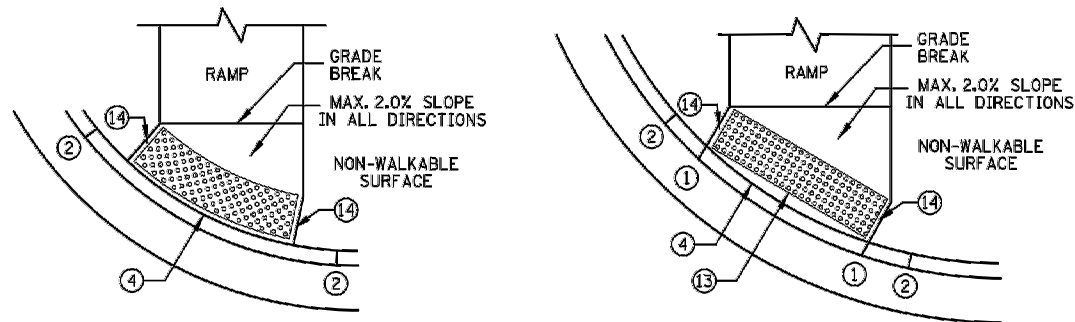 RAMP
GRADE
BREAK
MAX. 2.0% SLOPE
IN ALL DIRECTIONS
NON-WALKABLE
SURFACE
14
2
14
4
2
RAMP
GRADE
BREAK
MAX. 2.0% SLOPE
IN ALL DIRECTIONS
NON-WALKABLE
SURFACE
14
2
1
14
4
13
1
2